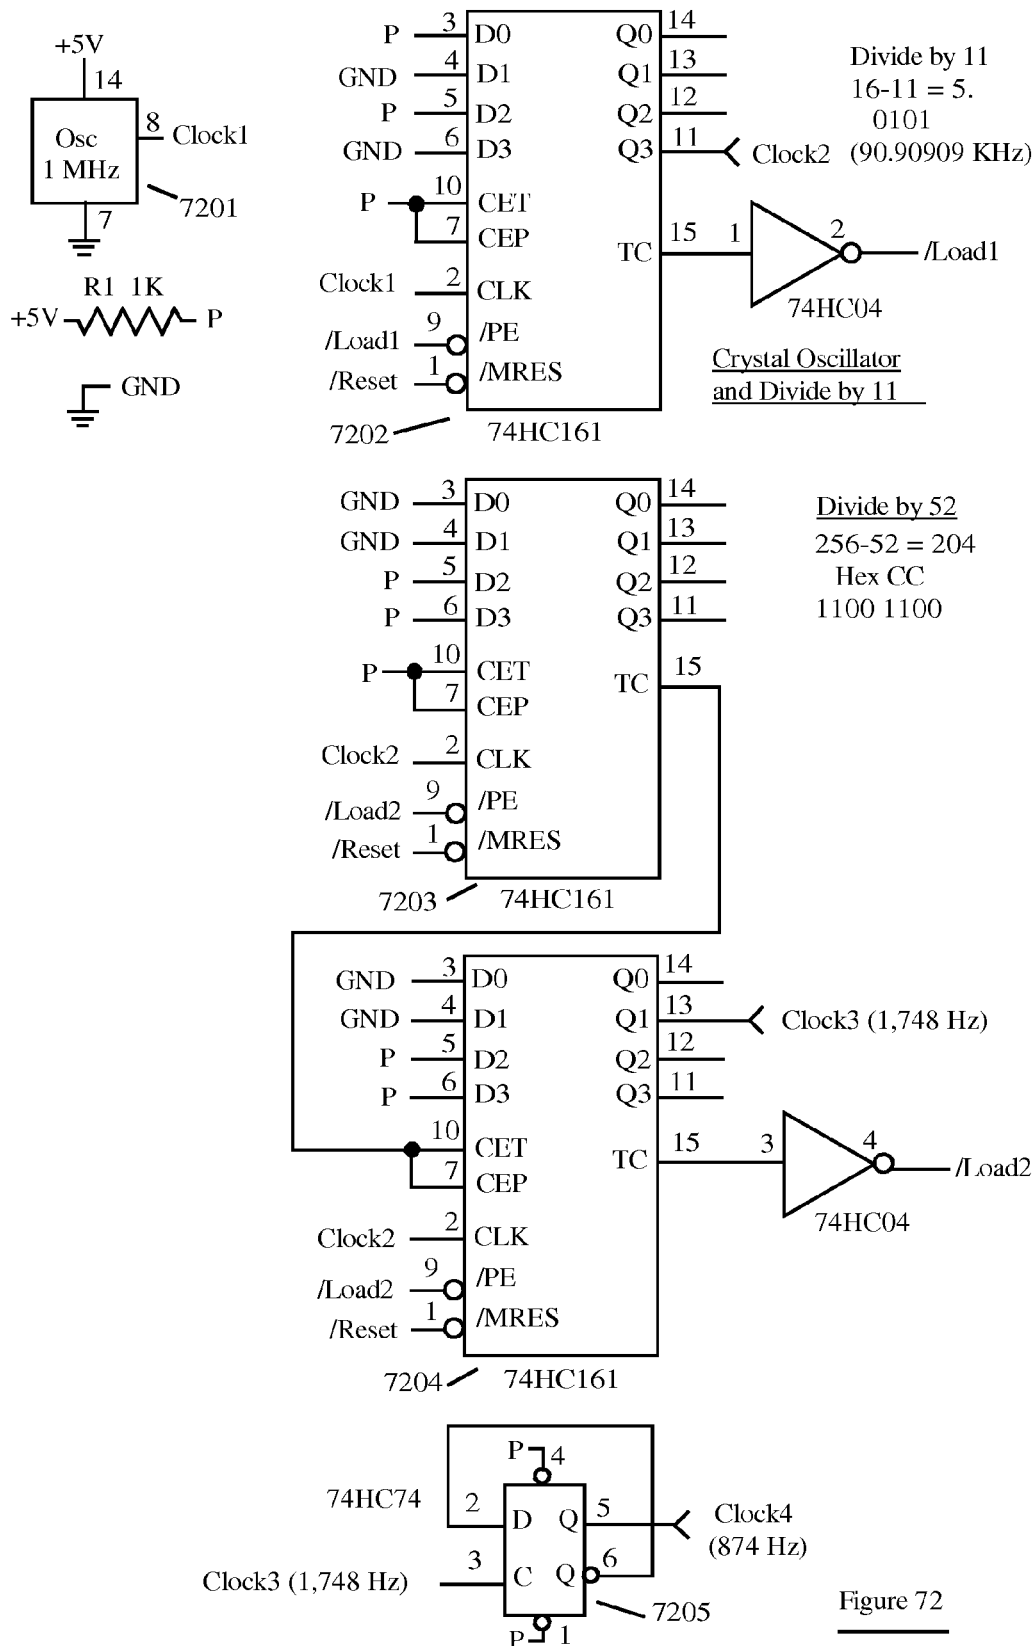 +5V
14
Osc
1 MHz
8
Clock1
7
7201
R1 1K
+5V
P
GND
P 3 D0
GND 4 D1
P 5 D2
GND 6 D3
P 10 CET
7 CEP
Clock1 2 CLK
/Load1 9 /PE
/Reset 1 /MRES
Q0 14
Q1 13
Q2 12
Q3 11 Clock2 (90.90909 KHz)
TC 15 1 2 /Load1
74HC04
Divide by 11
16-11 = 5.
0101
Crystal Oscillator
and Divide by 11
7202 74HC161
GND 3 D0
GND 4 D1
P 5 D2
P 6 D3
P 10 CET
7 CEP
Clock2 2 CLK
/Load2 9 /PE
/Reset 1 /MRES
Q0 14
Q1 13
Q2 12
Q3 11
TC 15
Divide by 52
256-52 = 204
Hex CC
1100 1100
7203 74HC161
GND 3 D0
GND 4 D1
P 5 D2
P 6 D3
10 CET
7 CEP
Clock2 2 CLK
/Load2 9 /PE
/Reset 1 /MRES
Q0 14
Q1 13 Clock3 (1,748 Hz)
Q2 12
Q3 11
TC 15 3 4 /Load2
74HC04
7204 74HC161
P 4
74HC74
2 D Q 5 Clock4
(874 Hz)
Clock3 (1,748 Hz) 3 C Q 6
7205
P 1
Figure 72